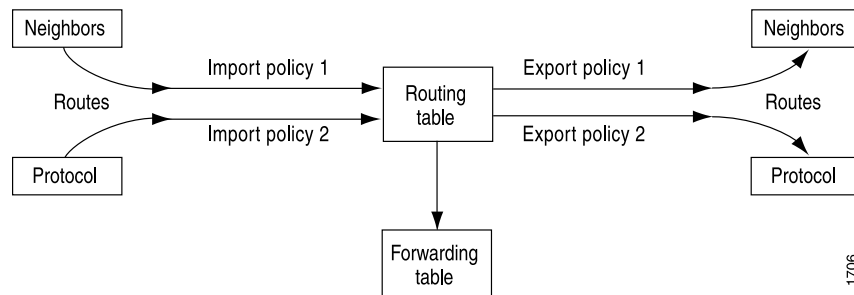 Neighbors
Neighbors
Import policy 1
Export policy 1
Routes
Routing
table
Routes
Import policy 2
Export policy 2
Protocol
Protocol
Forwarding
table
1706